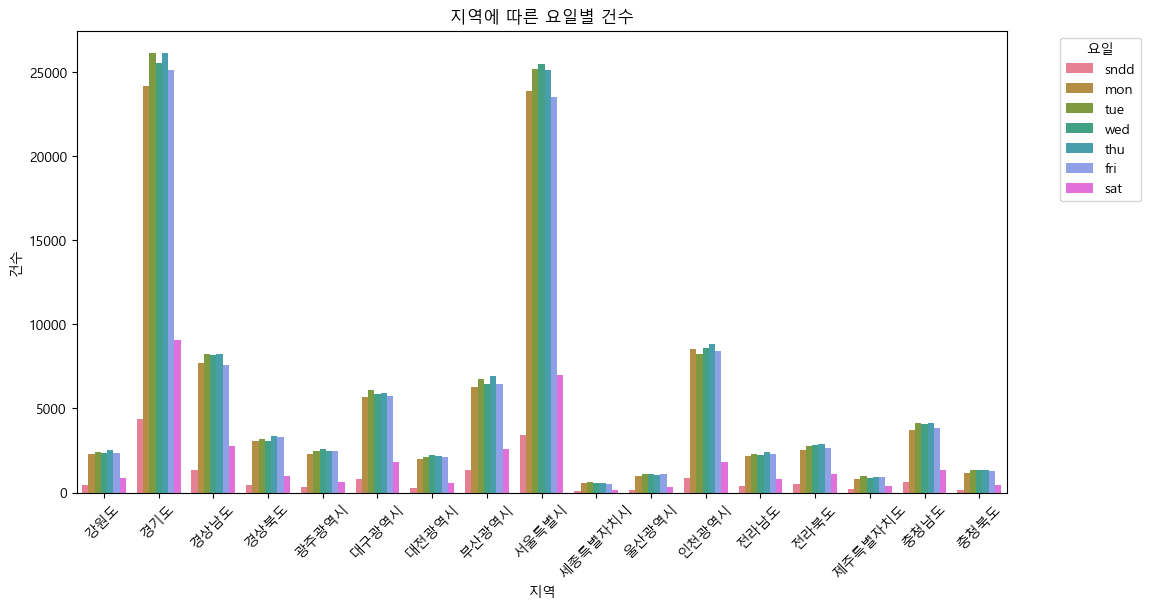 지역에 따른 요일별 건수
요일
sndd
mon
tue
wed
thu
fri
sat
건수
25000
20000
15000
10000
5000
0
강원도
경기도
경상남도
경상북도
광주광역시
대구광역시
대전광역시
부산광역시
서울특별시
세종특별자치시
울산광역시
인천광역시
전라남도
전라북도
제주특별자치도
충청남도
충청북도
지역